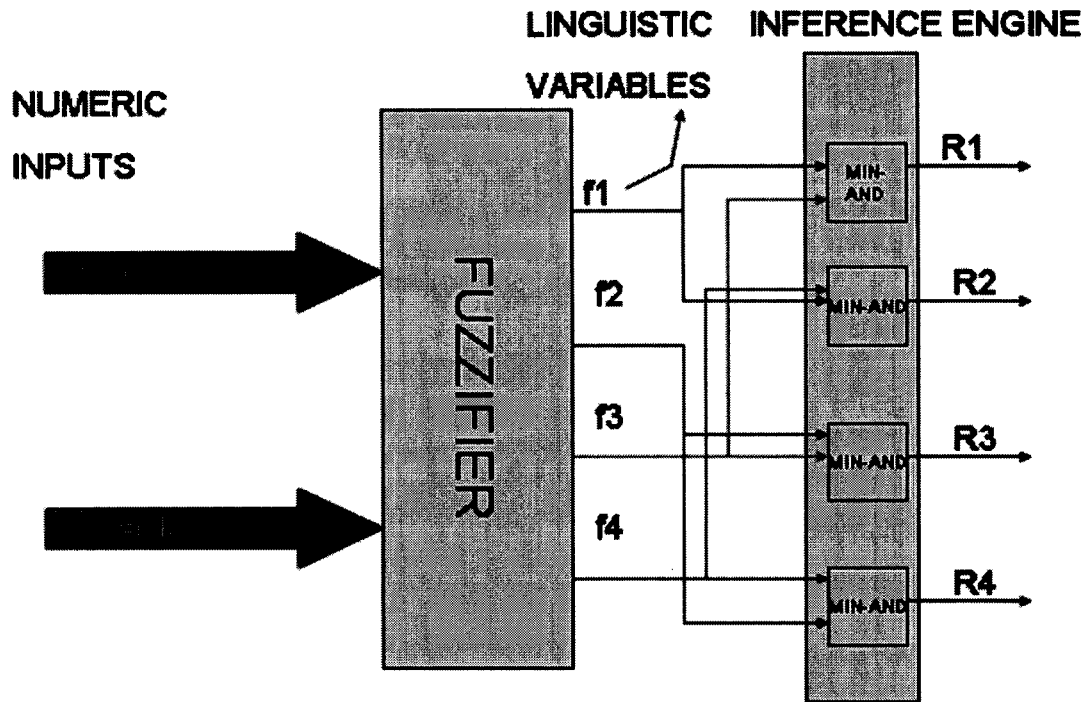 LINGUISTIC
VARIABLES
INFERENCE ENGINE
NUMERIC
INPUTS
FUZZIFIER
f1
f2
f3
f4
MIN-
AND
MIN-AND
MIN-AND
MIN-AND
R1
R2
R3
R4